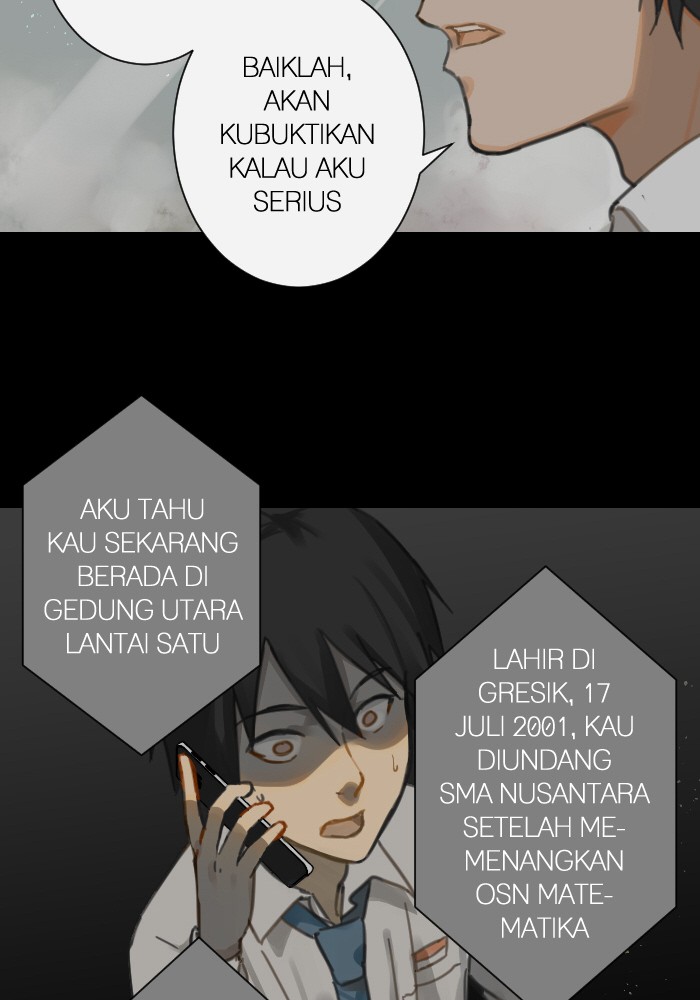 BAIKLAH,
AKAN
KUBUKTIKAN
KALAU AKU
SERIUS
AKU TAHU
KAU SEKARANG
BERADA DI
GEDUNG UTARA
LANTAI SATU
LAHIR DI
GRESIK, 17
JULI 2001, KAU
DIUNDANG
SMA NUSANTARA
SETELAH ME-
MENANGKAN
OSN MATE-
MATIKA